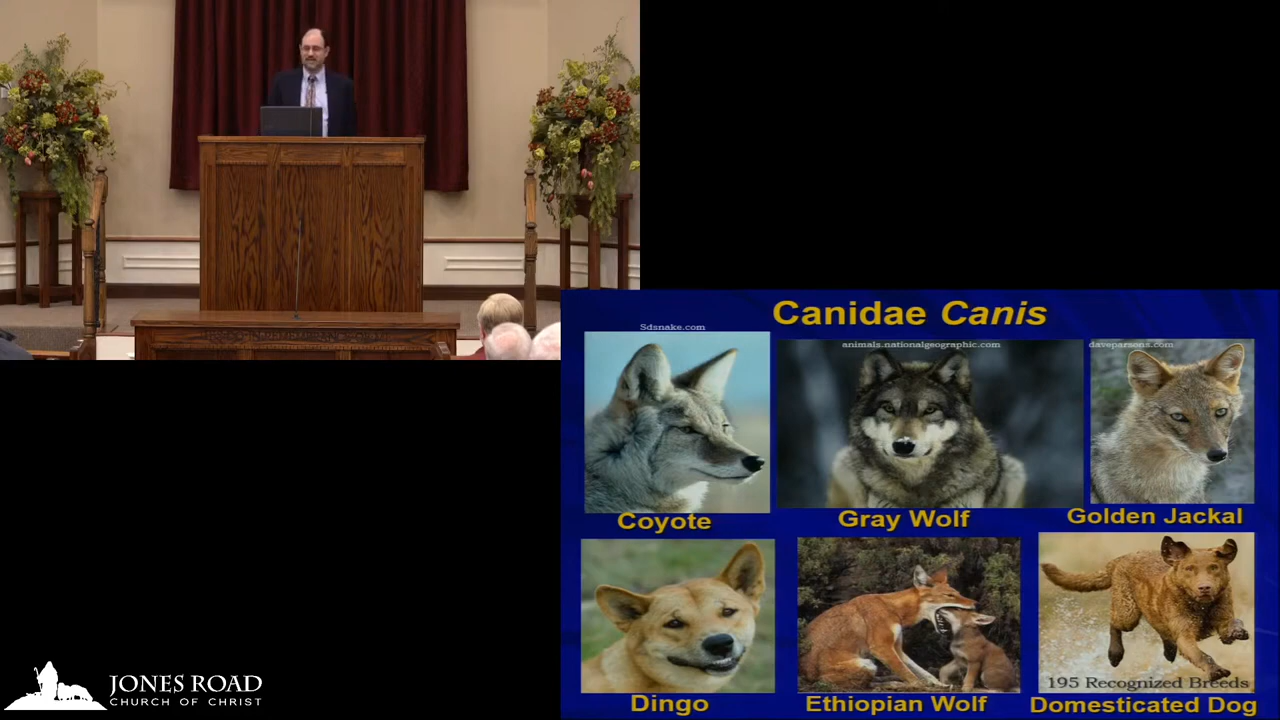 Canidae Canis
Sdsnake.com
animals.nationalgeographic.com
daveparsons.com
Coyote
Gray Wolf
Golden Jackal
195 Recognized Breeds
Dingo
Ethiopian Wolf
Domesticated Dog
JONES ROAD
CHURCH OF CHRIST